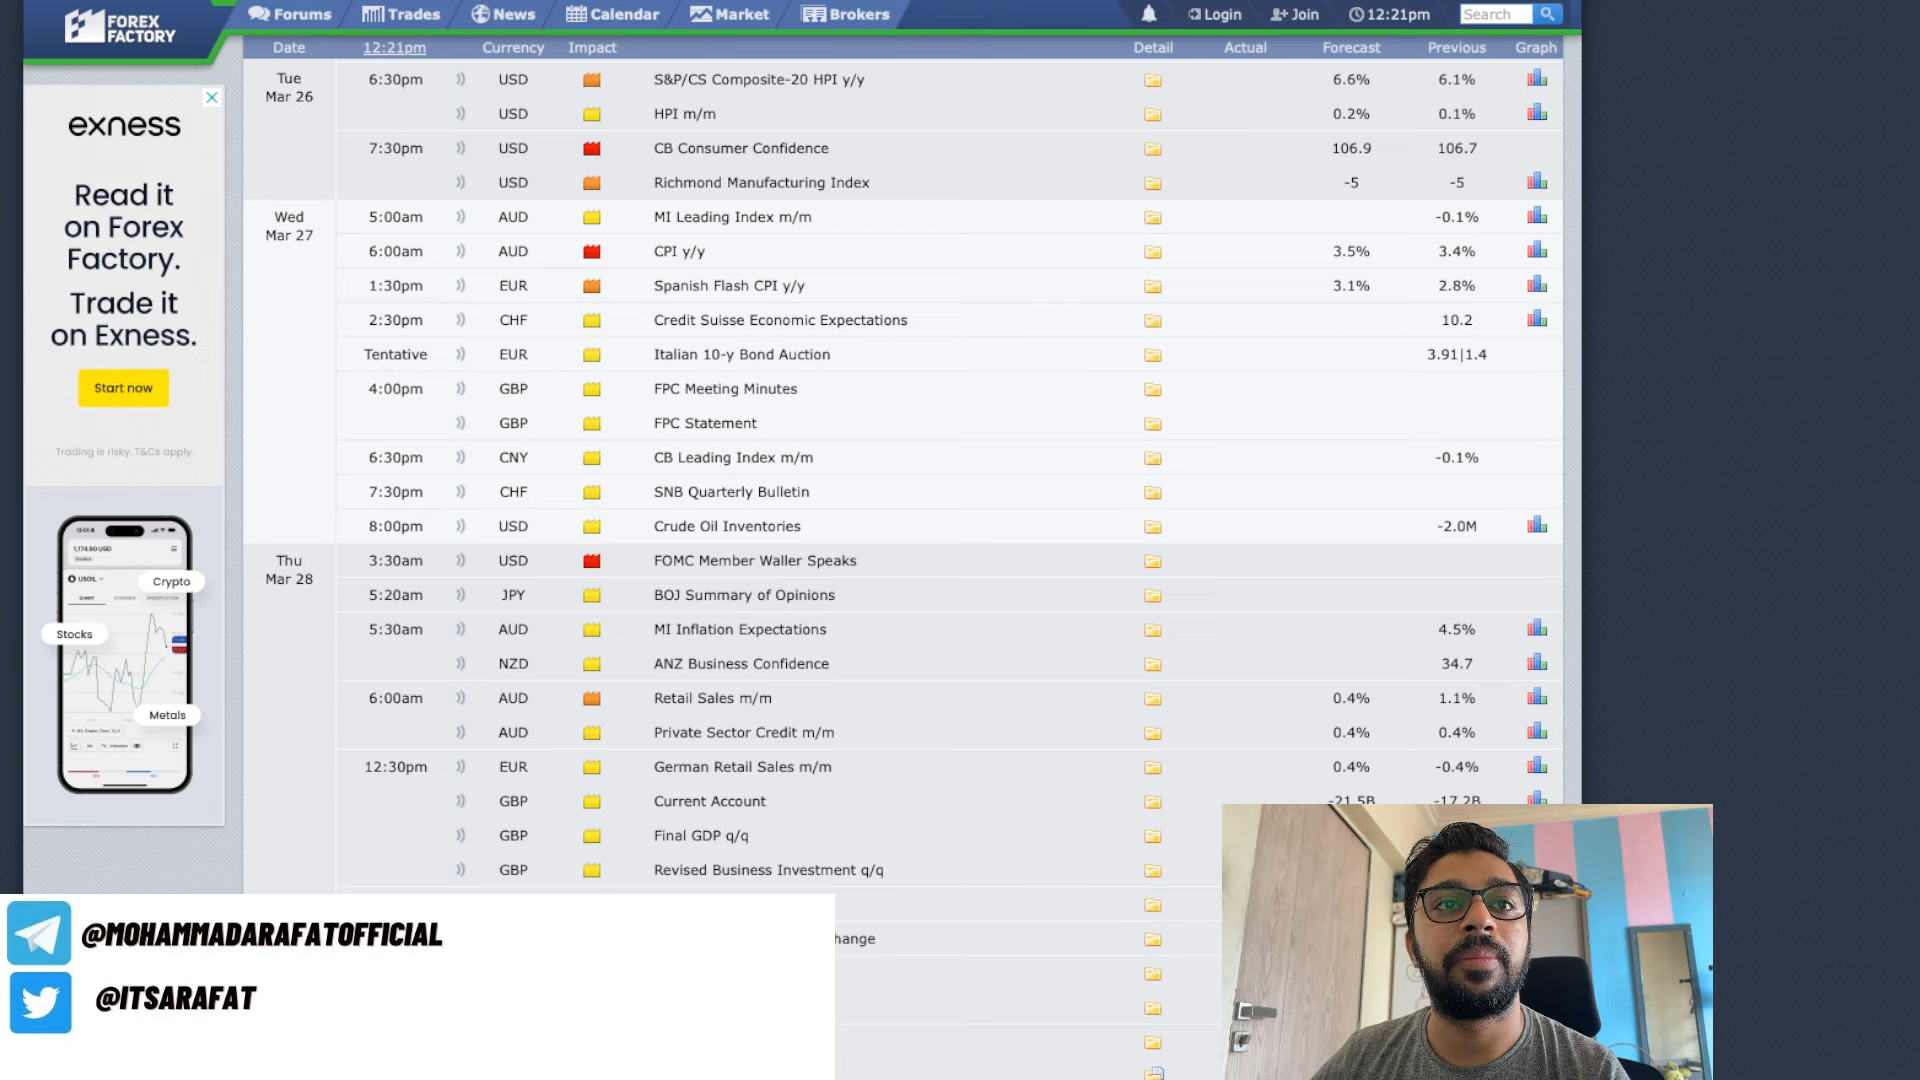 FOREX
FACTORY
Forums Trades News Calendar Market Brokers Login Join 12:21pm Search
Date 12:21pm Currency Impact Detail Actual Forecast Previous Graph
Tue
Mar 26
6:30pm USD S&P/CS Composite-20 HPI y/y 6.6% 6.1%
USD HPI m/m 0.2% 0.1%
7:30pm USD CB Consumer Confidence 106.9 106.7
USD Richmond Manufacturing Index -5 -5
Wed
Mar 27
5:00am AUD MI Leading Index m/m -0.1%
6:00am AUD CPI y/y 3.5% 3.4%
1:30pm EUR Spanish Flash CPI y/y 3.1% 2.8%
2:30pm CHF Credit Suisse Economic Expectations 10.2
Tentative EUR Italian 10-y Bond Auction 3.91|1.4
4:00pm GBP FPC Meeting Minutes
GBP FPC Statement
6:30pm CNY CB Leading Index m/m -0.1%
7:30pm CHF SNB Quarterly Bulletin
8:00pm USD Crude Oil Inventories -2.0M
Thu
Mar 28
3:30am USD FOMC Member Waller Speaks
5:20am JPY BOJ Summary of Opinions
5:30am AUD MI Inflation Expectations 4.5%
NZD ANZ Business Confidence 34.7
6:00am AUD Retail Sales m/m 0.4% 1.1%
AUD Private Sector Credit m/m 0.4% 0.4%
12:30pm EUR German Retail Sales m/m 0.4% -0.4%
GBP Current Account -21.5B -17.2B
GBP Final GDP q/q
GBP Revised Business Investment q/q
hange
exness
Read it
on Forex
Factory.
Trade it
on Exness.
Start now
Trading is risky. T&Cs apply.
1,174.90 USD
USOIL
CHART
Crypto
Stocks
Metals
@MOHAMMADARAFATOFFICIAL
@ITSARAFAT